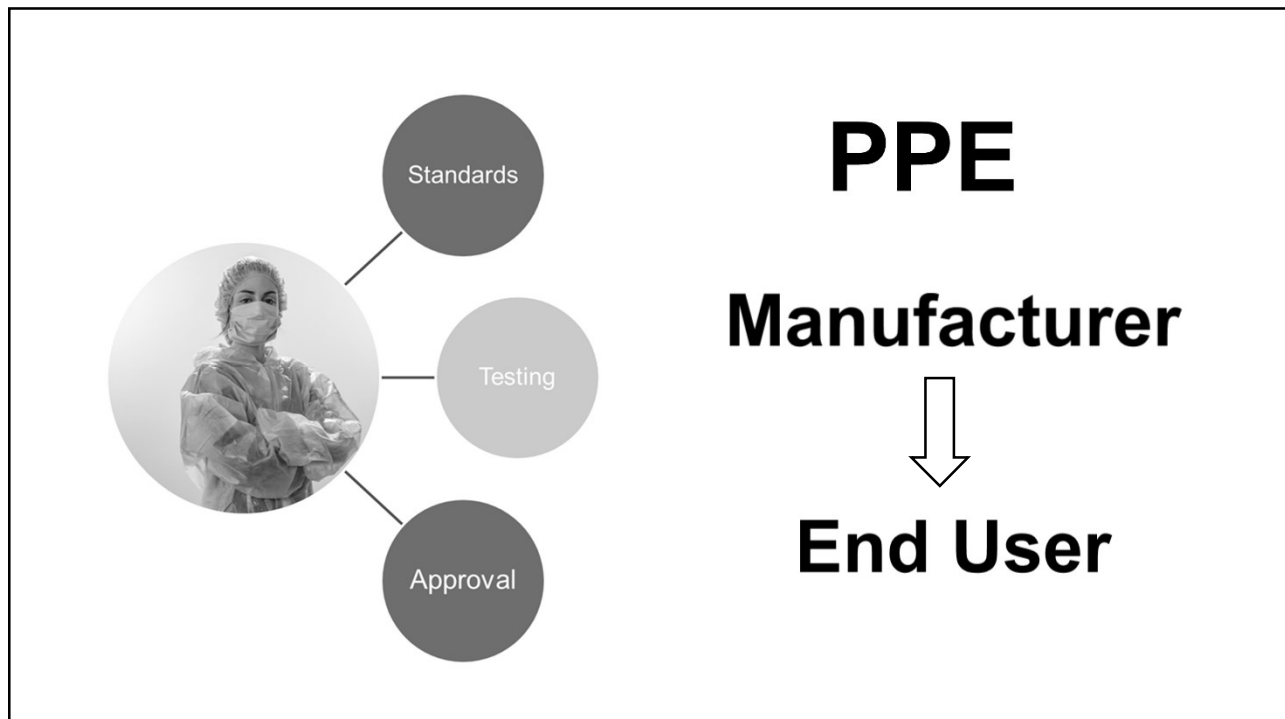 Standards
Testing
Approval
PPE
Manufacturer
End User